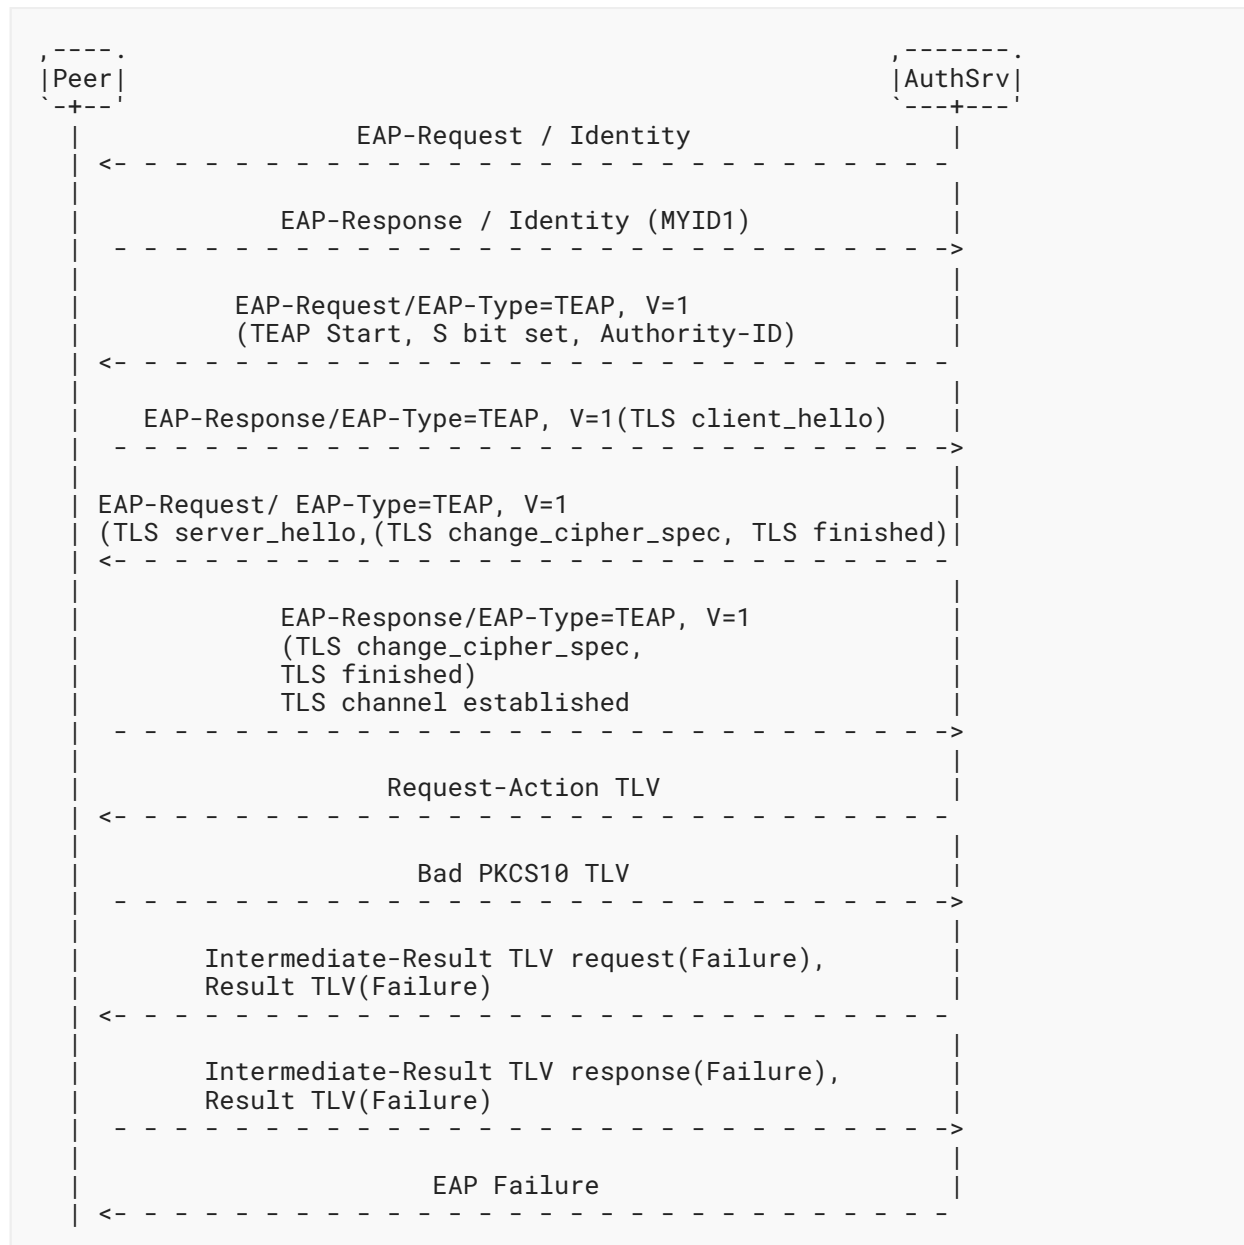 ,----. ,-------.
|Peer| |AuthSrv|
`-+--' `---+---'
| EAP-Request / Identity |
| <- - - - - - - - - - - - - - - - - - - - - - - - - - - -
| |
| EAP-Response / Identity (MYID1) |
| - - - - - - - - - - - - - - - - - - - - - - - - - - - ->
| |
| EAP-Request/EAP-Type=TEAP, V=1 |
| (TEAP Start, S bit set, Authority-ID) |
| <- - - - - - - - - - - - - - - - - - - - - - - - - - - -
| |
| EAP-Response/EAP-Type=TEAP, V=1(TLS client_hello) |
| - - - - - - - - - - - - - - - - - - - - - - - - - - - ->
| |
| EAP-Request/ EAP-Type=TEAP, V=1 |
| (TLS server_hello,(TLS change_cipher_spec, TLS finished)|
| <- - - - - - - - - - - - - - - - - - - - - - - - - - - -
| |
| EAP-Response/EAP-Type=TEAP, V=1 |
| (TLS change_cipher_spec, |
| TLS finished) |
| TLS channel established |
| - - - - - - - - - - - - - - - - - - - - - - - - - - - ->
| |
| Request-Action TLV |
| <- - - - - - - - - - - - - - - - - - - - - - - - - - - -
| |
| Bad PKCS10 TLV |
| - - - - - - - - - - - - - - - - - - - - - - - - - - - ->
| |
| Intermediate-Result TLV request(Failure), |
| Result TLV(Failure) |
| <- - - - - - - - - - - - - - - - - - - - - - - - - - - -
| |
| Intermediate-Result TLV response(Failure), |
| Result TLV(Failure) |
| - - - - - - - - - - - - - - - - - - - - - - - - - - - ->
| |
| EAP Failure |
| <- - - - - - - - - - - - - - - - - - - - - - - - - - - -